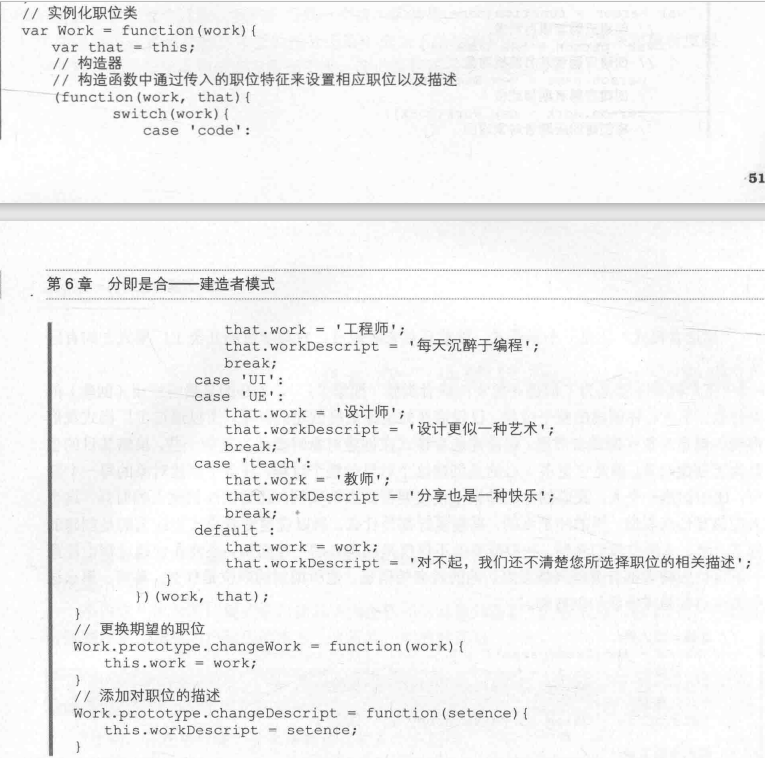 // 实例化职位类
var Work = function(work){
var that = this;
// 构造器
// 构造函数中通过传入的职位特征来设置相应职位以及描述
(function(work, that){
switch(work){
case 'code':
51
第 6 章 分即是合——建造者模式
that.work = '工程师';
that.workDescript = '每天沉醉于编程';
break;
case 'UI':
case 'UE':
that.work = '设计师';
that.workDescript = '设计更似一种艺术';
break;
case 'teach':
that.work = '教师';
that.workDescript = '分享也是一种快乐';
break;
default :
that.work = work;
that.workDescript = '对不起，我们还不清楚您所选择职位的相关描述';
}
})(work, that);
}
// 更换期望的职位
Work.prototype.changeWork = function(work){
this.work = work;
}
// 添加对职位的描述
Work.prototype.changeDescript = function(setence){
this.workDescript = setence;
}